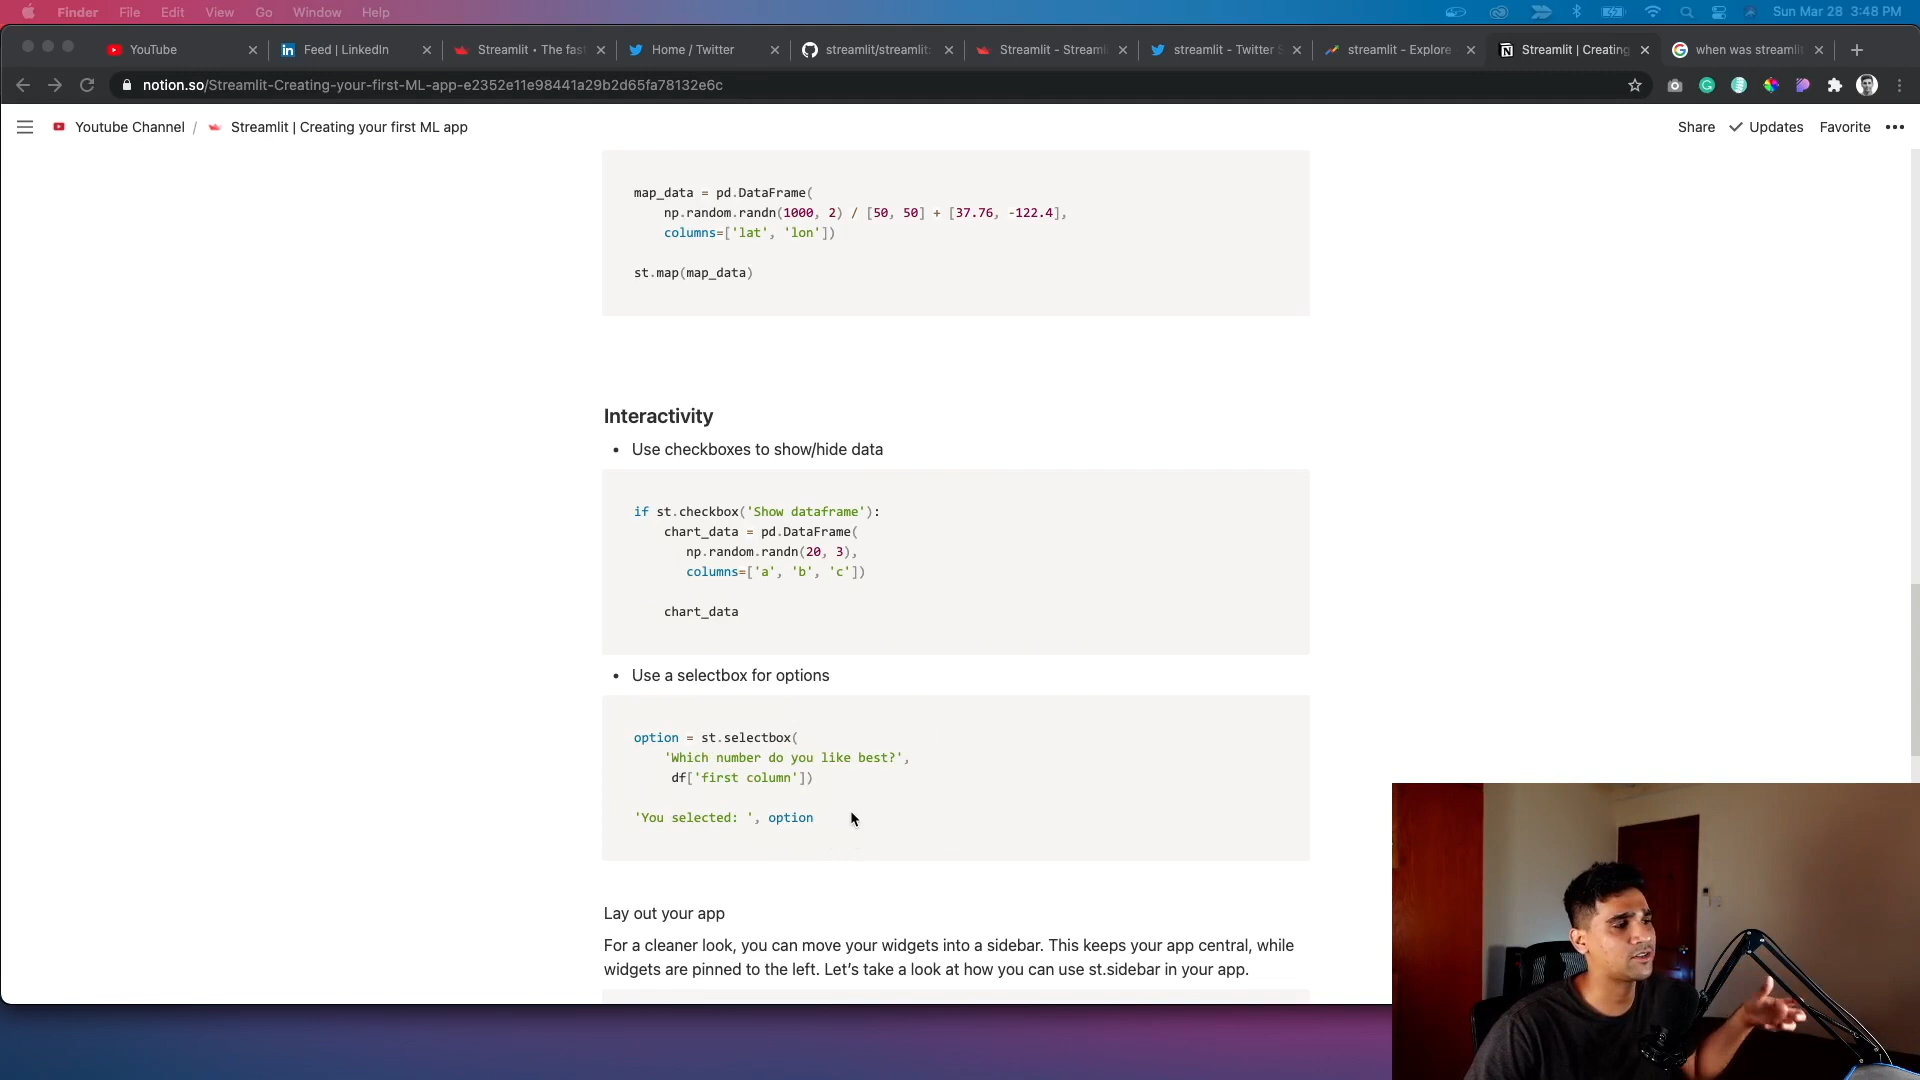 Finder File Edit View Go Window Help
Sun Mar 28 3:48 PM
YouTube
Feed | LinkedIn
Streamlit • The fas
Home / Twitter
streamlit/streamlit:
Streamlit - Streaml
streamlit - Twitter S
streamlit - Explore
Streamlit | Creating
when was streamlit
notion.so/Streamlit-Creating-your-first-ML-app-e2352e11e98441a29b2d65fa78132e6c
Youtube Channel / Streamlit | Creating your first ML app
Share Updates Favorite
map_data = pd.DataFrame(
np.random.randn(1000, 2) / [50, 50] + [37.76, -122.4],
columns=['lat', 'lon'])
st.map(map_data)
Interactivity
• Use checkboxes to show/hide data
if st.checkbox('Show dataframe'):
chart_data = pd.DataFrame(
np.random.randn(20, 3),
columns=['a', 'b', 'c'])
chart_data
• Use a selectbox for options
option = st.selectbox(
'Which number do you like best?',
df['first column'])
'You selected: ', option
Lay out your app
For a cleaner look, you can move your widgets into a sidebar. This keeps your app central, while
widgets are pinned to the left. Let's take a look at how you can use st.sidebar in your app.